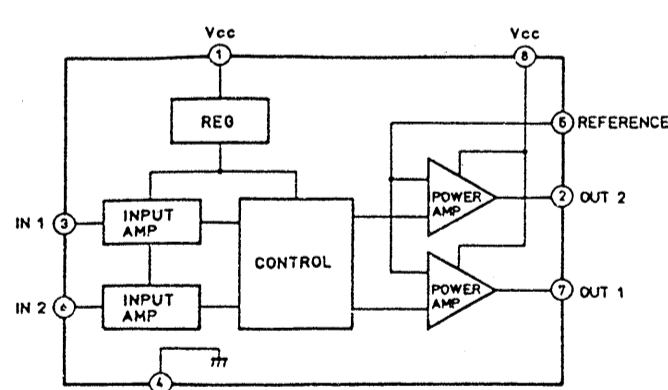 Vcc
1
Vcc
8
REG
5 REFERENCE
POWER
AMP
2 OUT 2
IN 1 3
INPUT
AMP
CONTROL
IN 2 6
INPUT
AMP
POWER
AMP
7 OUT 1
4